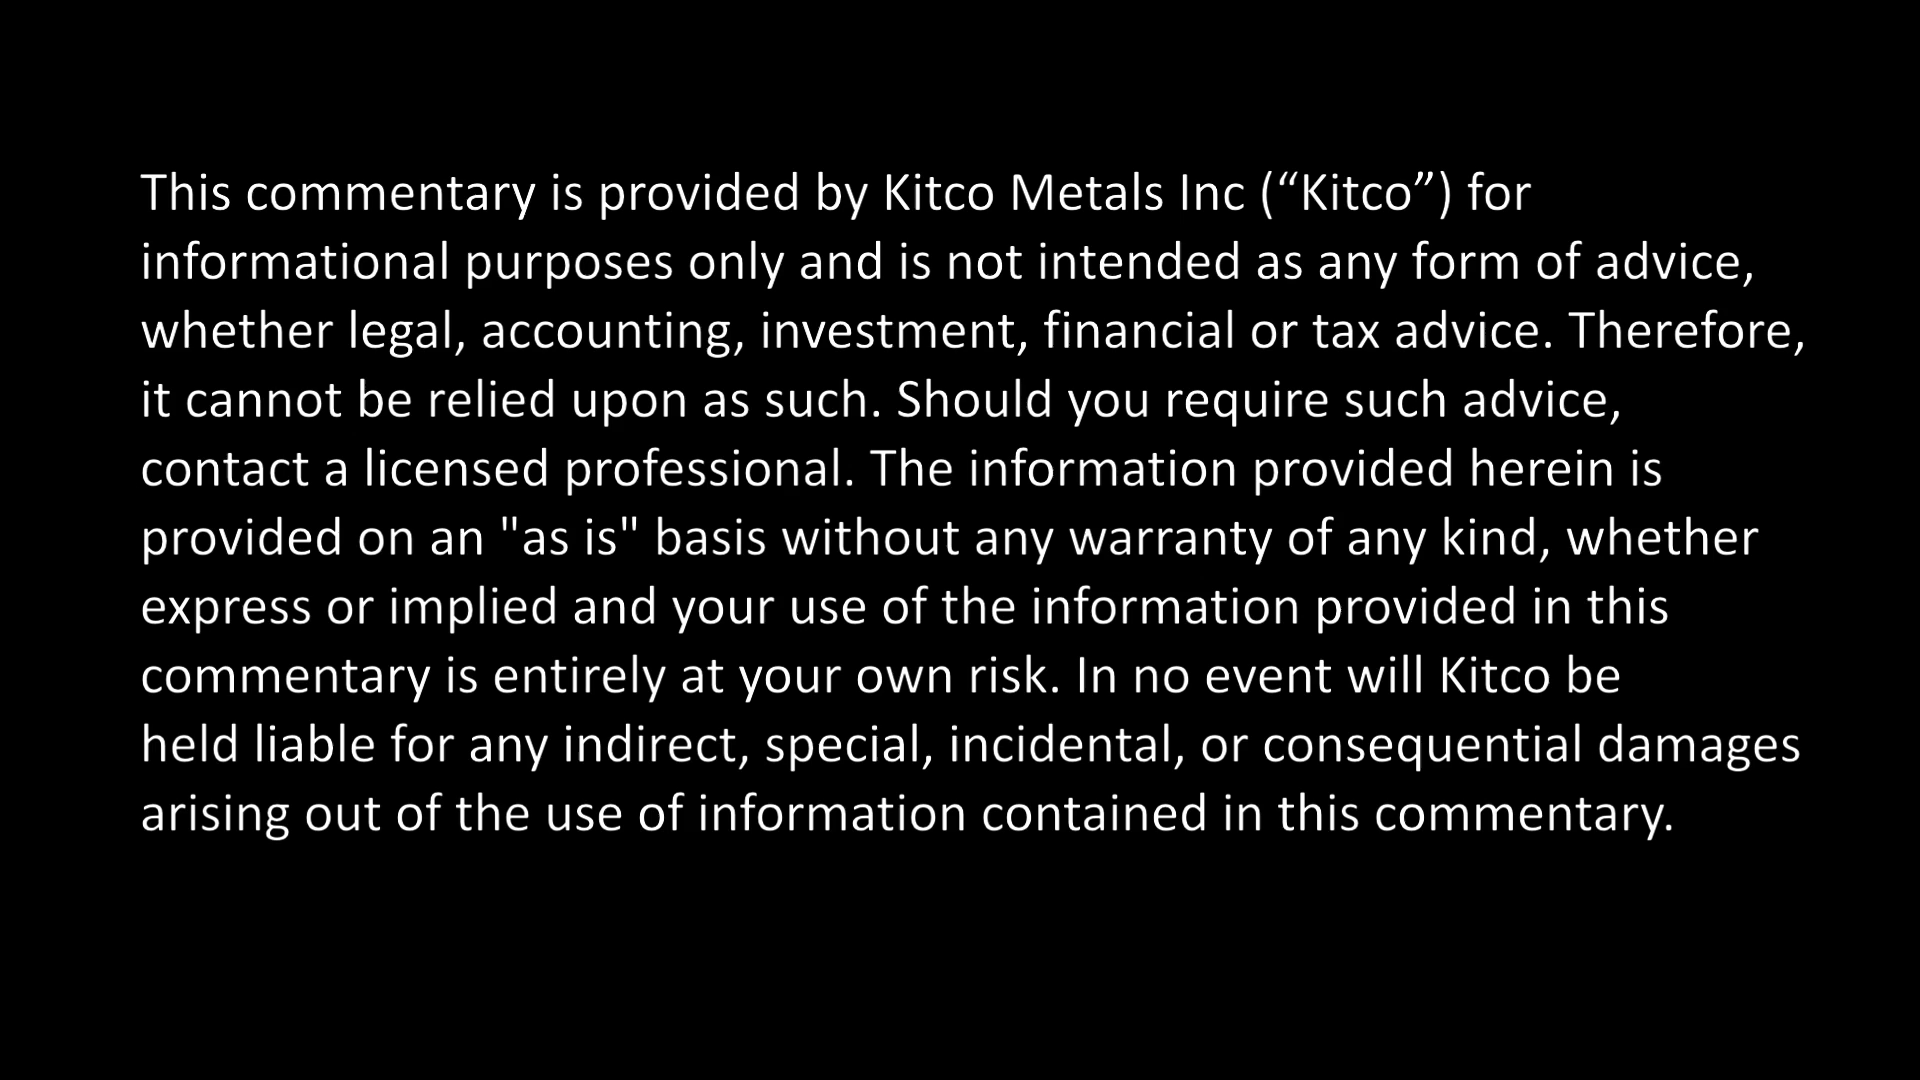 This commentary is provided by Kitco Metals Inc (“Kitco”) for
informational purposes only and is not intended as any form of advice,
whether legal, accounting, investment, financial or tax advice. Therefore,
it cannot be relied upon as such. Should you require such advice,
contact a licensed professional. The information provided herein is
provided on an "as is" basis without any warranty of any kind, whether
express or implied and your use of the information provided in this
commentary is entirely at your own risk. In no event will Kitco be
held liable for any indirect, special, incidental, or consequential damages
arising out of the use of information contained in this commentary.